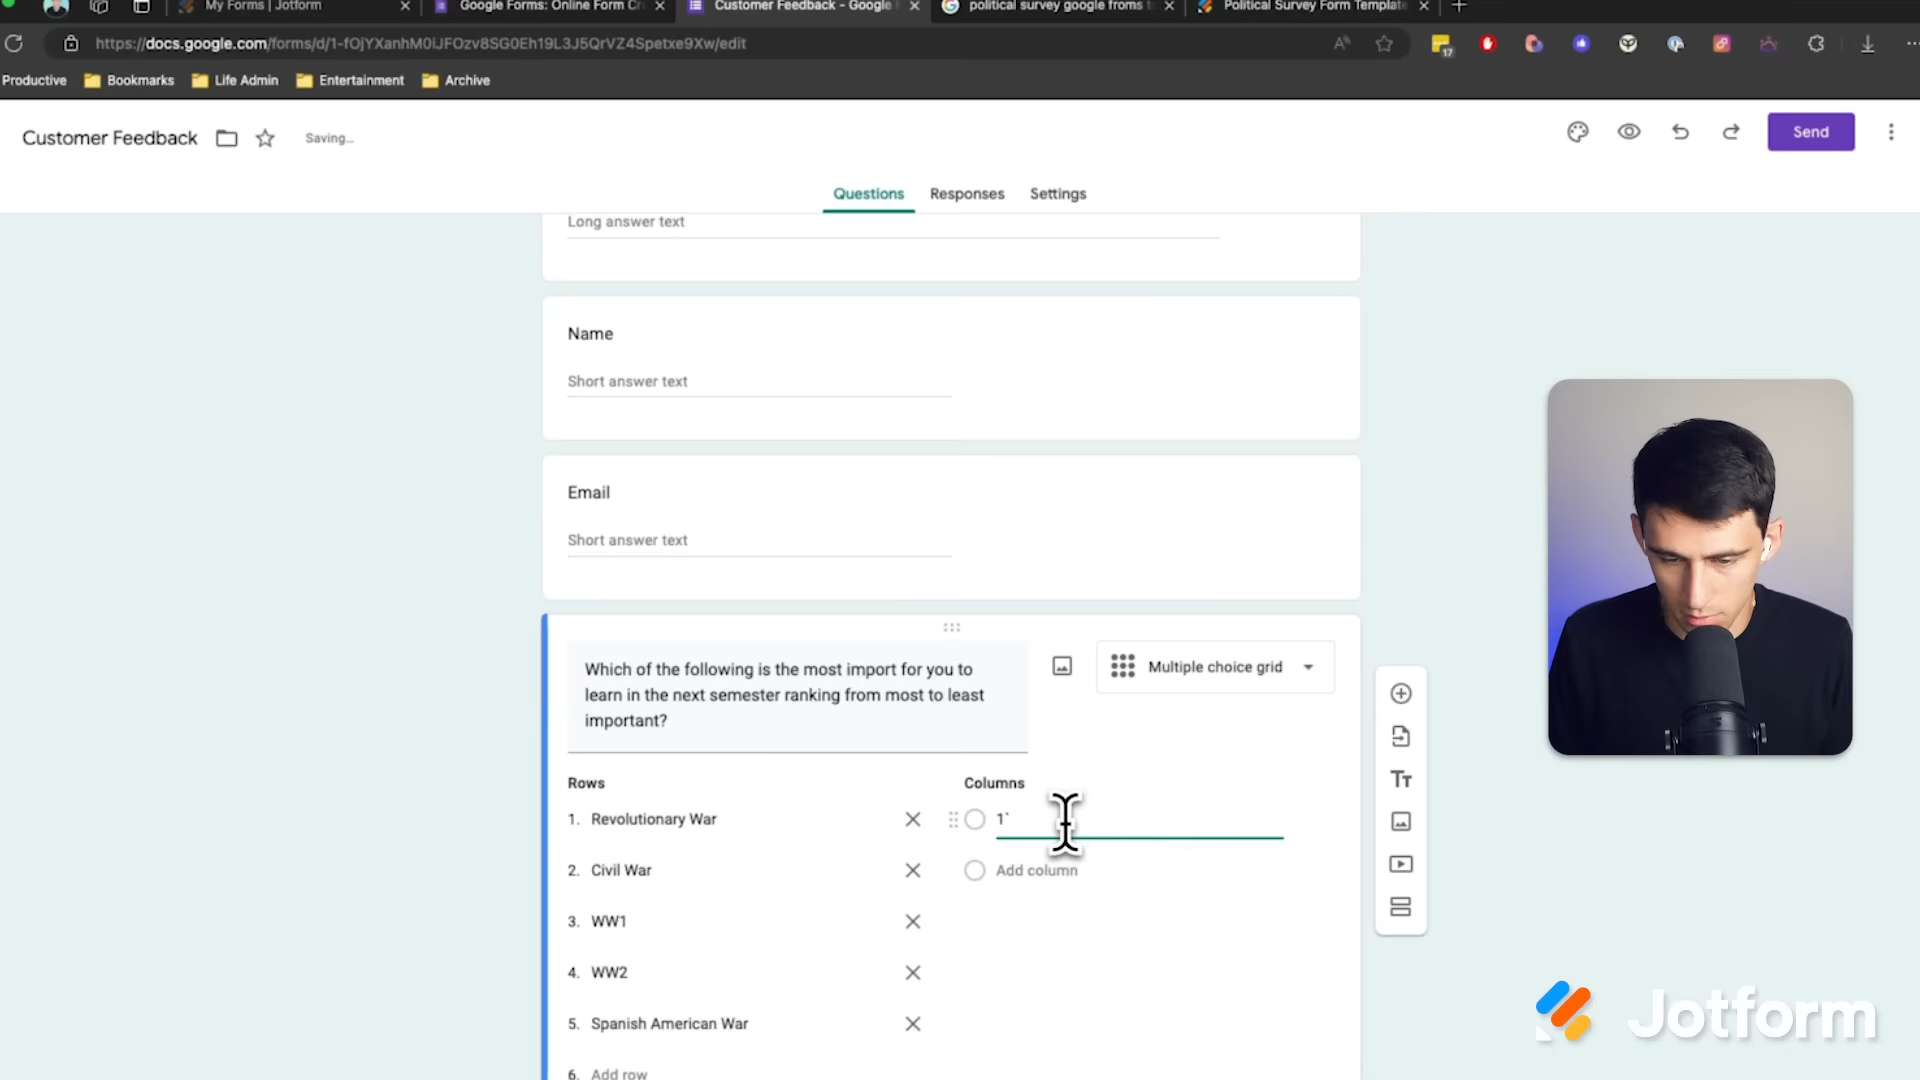 My Forms | Jotform
Google Forms: Online Form Cr
Customer Feedback - Google
political survey google froms t
Political Survey Form Template
https://docs.google.com/forms/d/1-fOjYXanhM0iJFOzv8SG0Eh19L3J5QrVZ4Spetxe9Xw/edit
17
Productive
Bookmarks
Life Admin
Entertainment
Archive
Customer Feedback
Saving...
Send
Questions
Responses
Settings
Long answer text
Name
Short answer text
Email
Short answer text
Which of the following is the most import for you to
learn in the next semester ranking from most to least
important?
Multiple choice grid
Rows
Columns
1. Revolutionary War
1`
2. Civil War
Add column
3. WW1
4. WW2
5. Spanish American War
6. Add row
Jotform